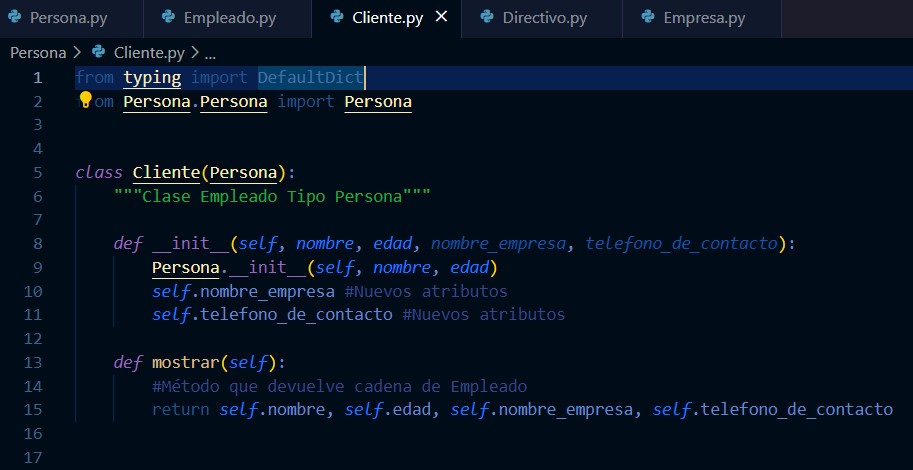 Persona.py Empleado.py Cliente.py Directivo.py Empresa.py
Persona > Cliente.py > ...
1 from typing import DefaultDict
2 from Persona.Persona import Persona
3
4
5 class Cliente(Persona):
6 """Clase Empleado Tipo Persona"""
7
8 def __init__(self, nombre, edad, nombre_empresa, telefono_de_contacto):
9 Persona.__init__(self, nombre, edad)
10 self.nombre_empresa #Nuevos atributos
11 self.telefono_de_contacto #Nuevos atributos
12
13 def mostrar(self):
14 #Método que devuelve cadena de Empleado
15 return self.nombre, self.edad, self.nombre_empresa, self.telefono_de_contacto
16
17